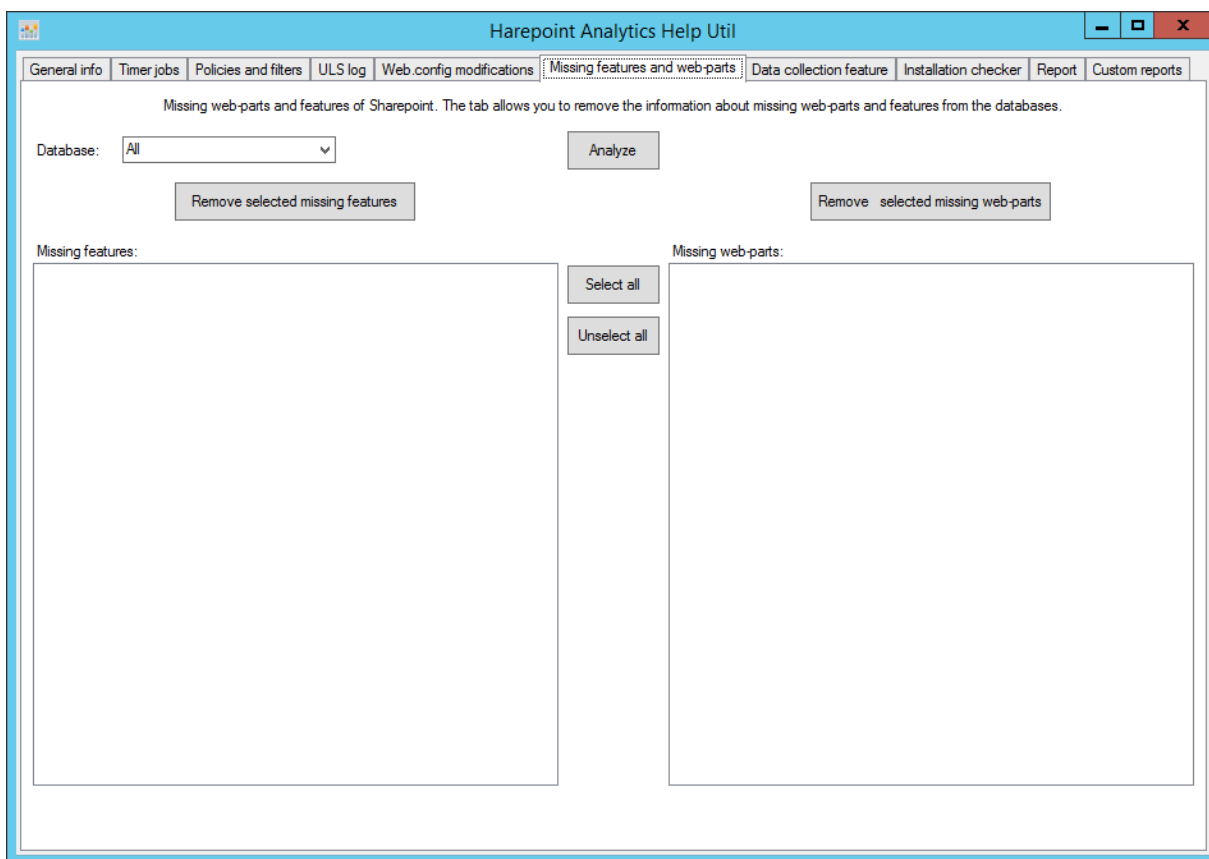 Harepoint Analytics Help Util
General info Timer jobs Policies and filters ULS log Web.config modifications Missing features and web-parts Data collection feature Installation checker Report Custom reports
Missing web-parts and features of Sharepoint. The tab allows you to remove the information about missing web-parts and features from the databases.
Database: All Analyze
Remove selected missing features Remove selected missing web-parts
Missing features: Missing web-parts:
Select all
Unselect all